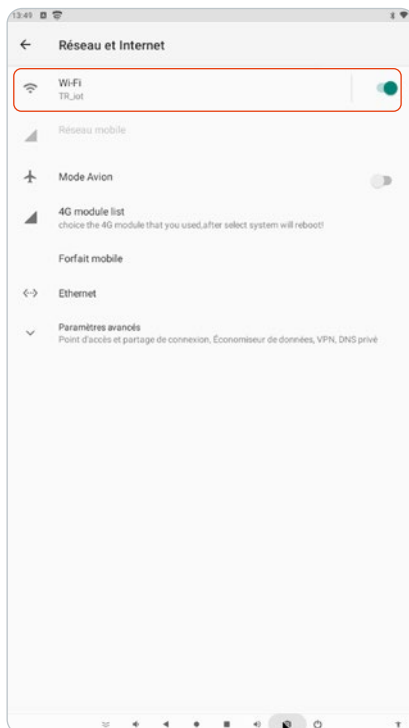 13:49
Réseau et Internet
Wi-Fi
TR_iot
Réseau mobile
Mode Avion
4G module list
choice the 4G module that you used,after select system will reboot!
Forfait mobile
Ethernet
Paramètres avancés
Point d'accès et partage de connexion, Économiseur de données, VPN, DNS privé